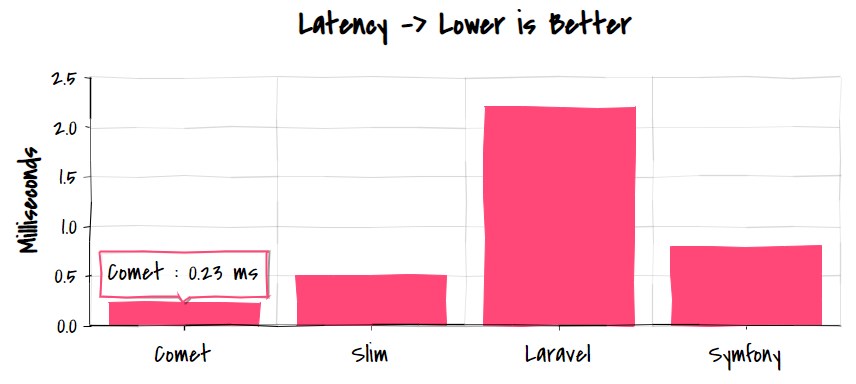 Latency -> Lower is Better
Milliseconds
2.5
2.0
1.5
1.0
0.5
0.0
Comet : 0.23 ms
Comet
Slim
Laravel
Symfony